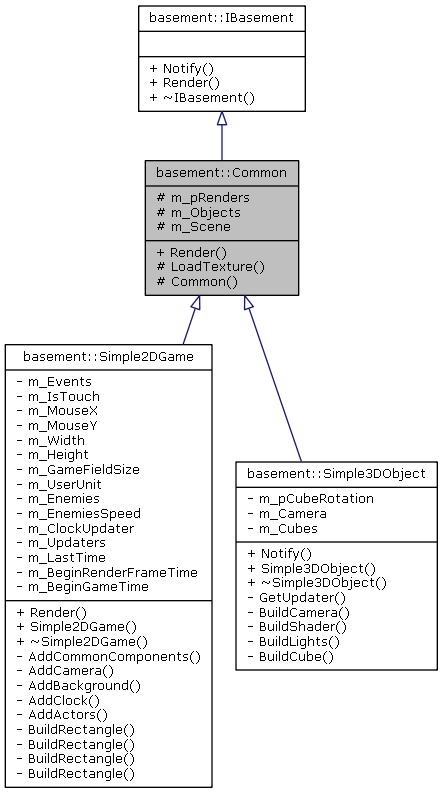 basement::IBasement
+ Notify()
+ Render()
+ ~IBasement()
basement::Common
# m_pRenders
# m_Objects
# m_Scene
+ Render()
# LoadTexture()
# Common()
basement::Simple2DGame
- m_Events
- m_IsTouch
- m_MouseX
- m_MouseY
- m_Width
- m_Height
- m_GameFieldSize
- m_UserUnit
- m_Enemies
- m_EnemiesSpeed
- m_ClockUpdater
- m_Updaters
- m_LastTime
- m_BeginRenderFrameTime
- m_BeginGameTime
+ Render()
+ Simple2DGame()
+ ~Simple2DGame()
- AddCommonComponents()
- AddCamera()
- AddBackground()
- AddClock()
- AddActors()
- BuildRectangle()
- BuildRectangle()
- BuildRectangle()
- BuildRectangle()
basement::Simple3DObject
- m_pCubeRotation
- m_Camera
- m_Cubes
+ Notify()
+ Simple3DObject()
+ ~Simple3DObject()
- GetUpdater()
- BuildCamera()
- BuildShader()
- BuildLights()
- BuildCube()